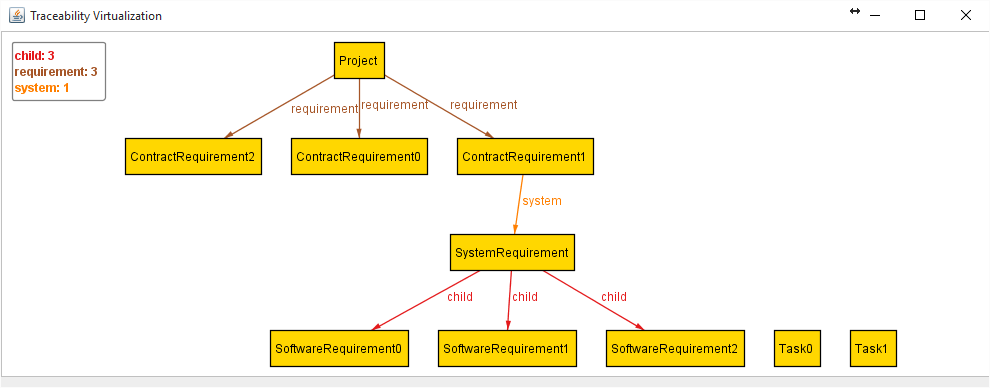 Traceability Virtualization
child: 3
requirement: 3
system: 1
Project
requirement
requirement
requirement
ContractRequirement2
ContractRequirement0
ContractRequirement1
system
SystemRequirement
child
child
child
SoftwareRequirement0
SoftwareRequirement1
SoftwareRequirement2
Task0
Task1